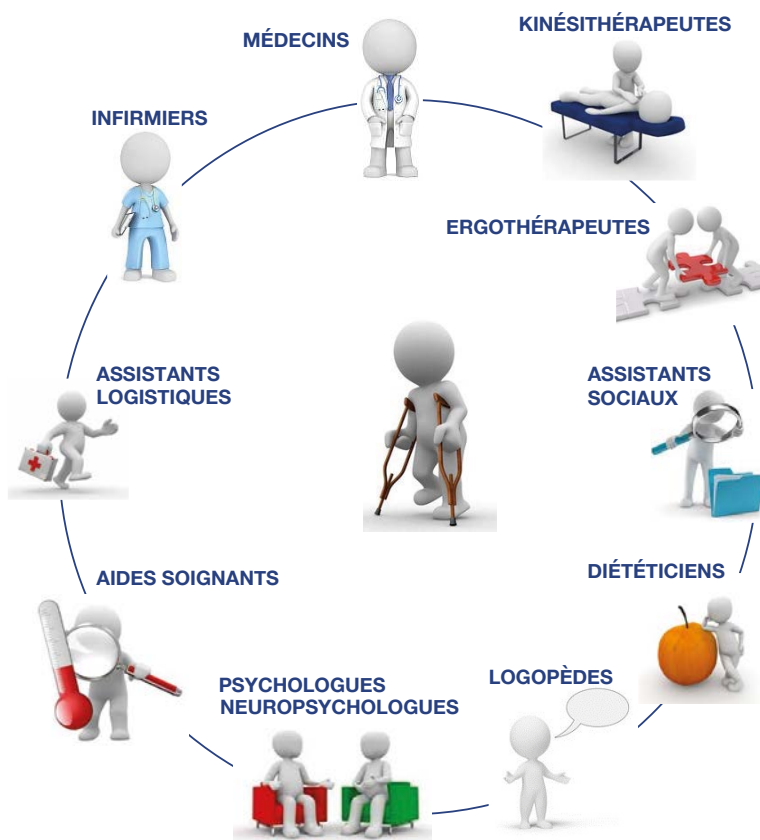 MÉDECINS
KINÉSITHÉRAPEUTES
INFIRMIERS
ERGOTHÉRAPEUTES
ASSISTANTS
LOGISTIQUES
ASSISTANTS
SOCIAUX
AIDES SOIGNANTS
DIÉTÉTICIENS
PSYCHOLOGUES
NEUROPSYCHOLOGUES
LOGOPÈDES